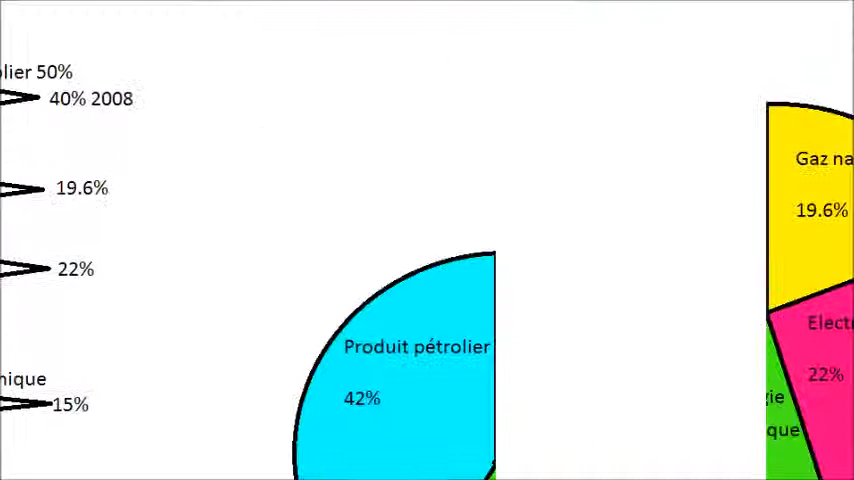 lier 50%
40% 2008
19.6%
22%
nique
15%
Produit pétrolier
42%
Gaz na
19.6%
Electr
22%
gie
que